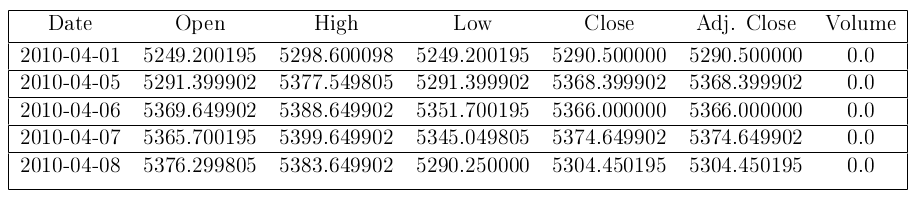 Date Open High Low Close Adj. Close Volume
2010-04-01 5249.200195 5298.600098 5249.200195 5290.500000 5290.500000 0.0
2010-04-05 5291.399902 5377.549805 5291.399902 5368.399902 5368.399902 0.0
2010-04-06 5369.649902 5388.649902 5351.700195 5366.000000 5366.000000 0.0
2010-04-07 5365.700195 5399.649902 5345.049805 5374.649902 5374.649902 0.0
2010-04-08 5376.299805 5383.649902 5290.250000 5304.450195 5304.450195 0.0